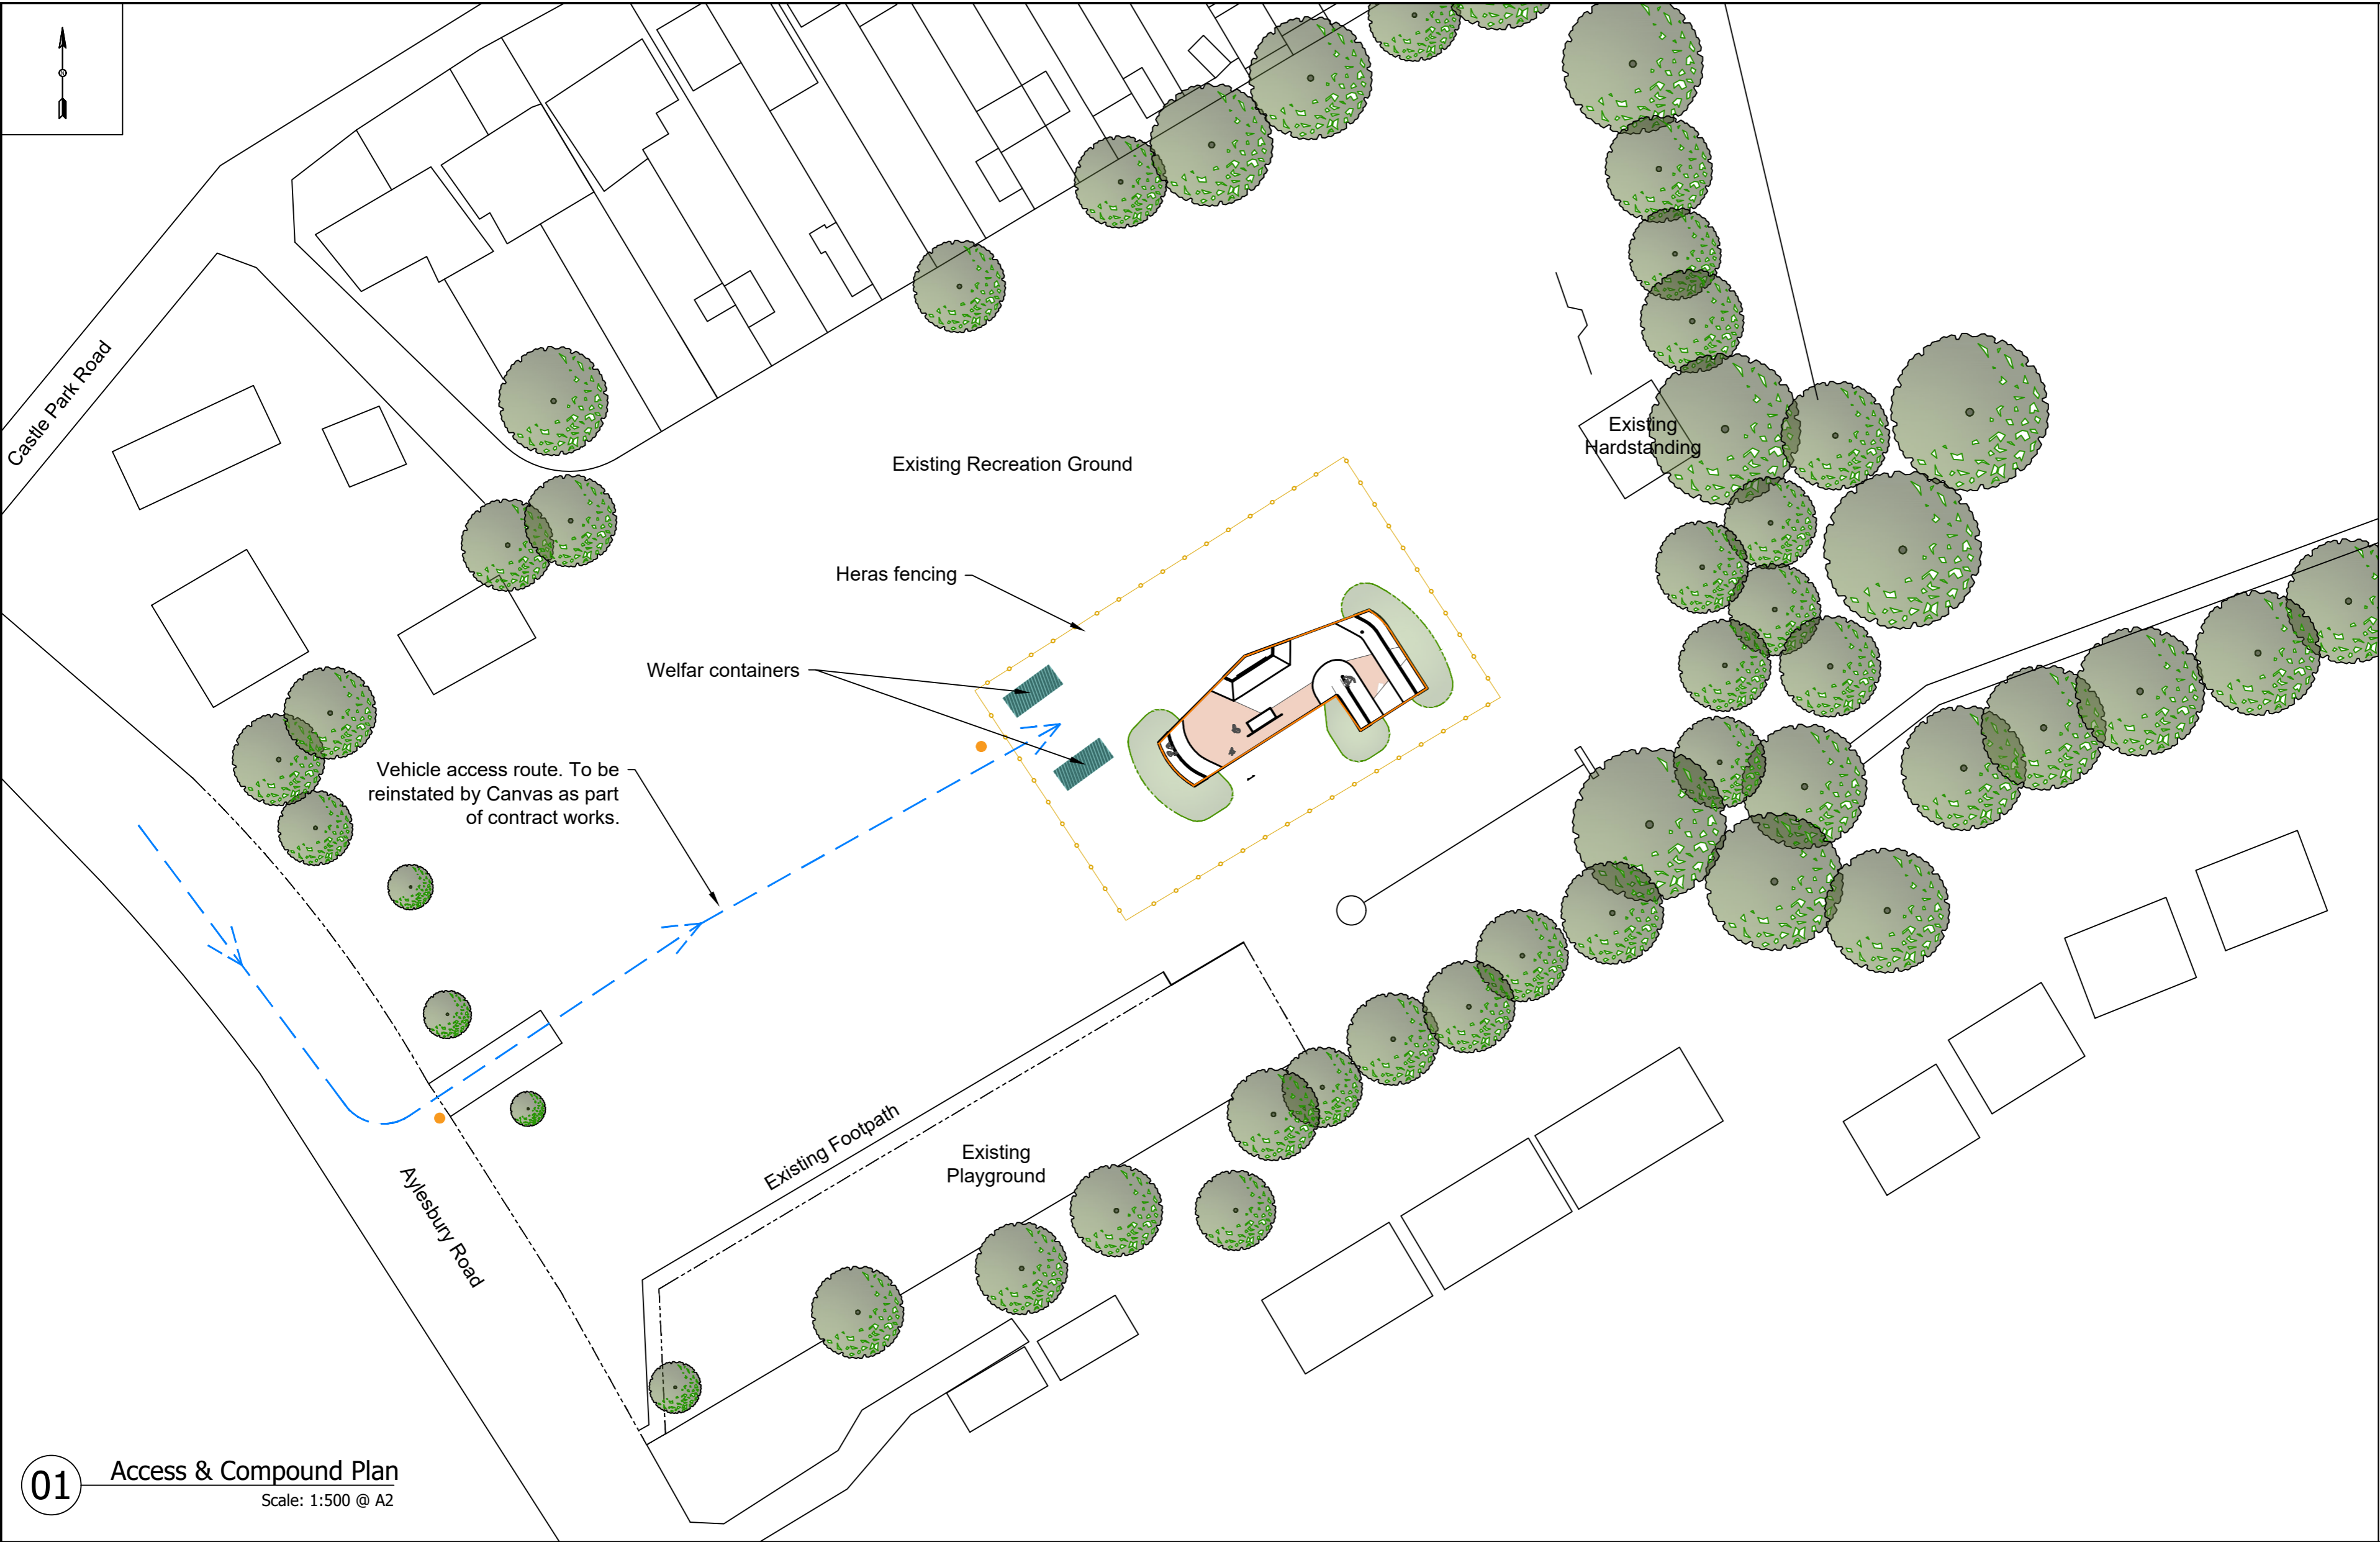 Castle Park Road
Existing Recreation Ground
Existing
Hardstanding
Heras fencing
Welfar containers
Vehicle access route. To be
reinstated by Canvas as part
of contract works.
Existing Footpath
Existing
Playground
Aylesbury Road
01
Access & Compound Plan
Scale: 1:500 @ A2